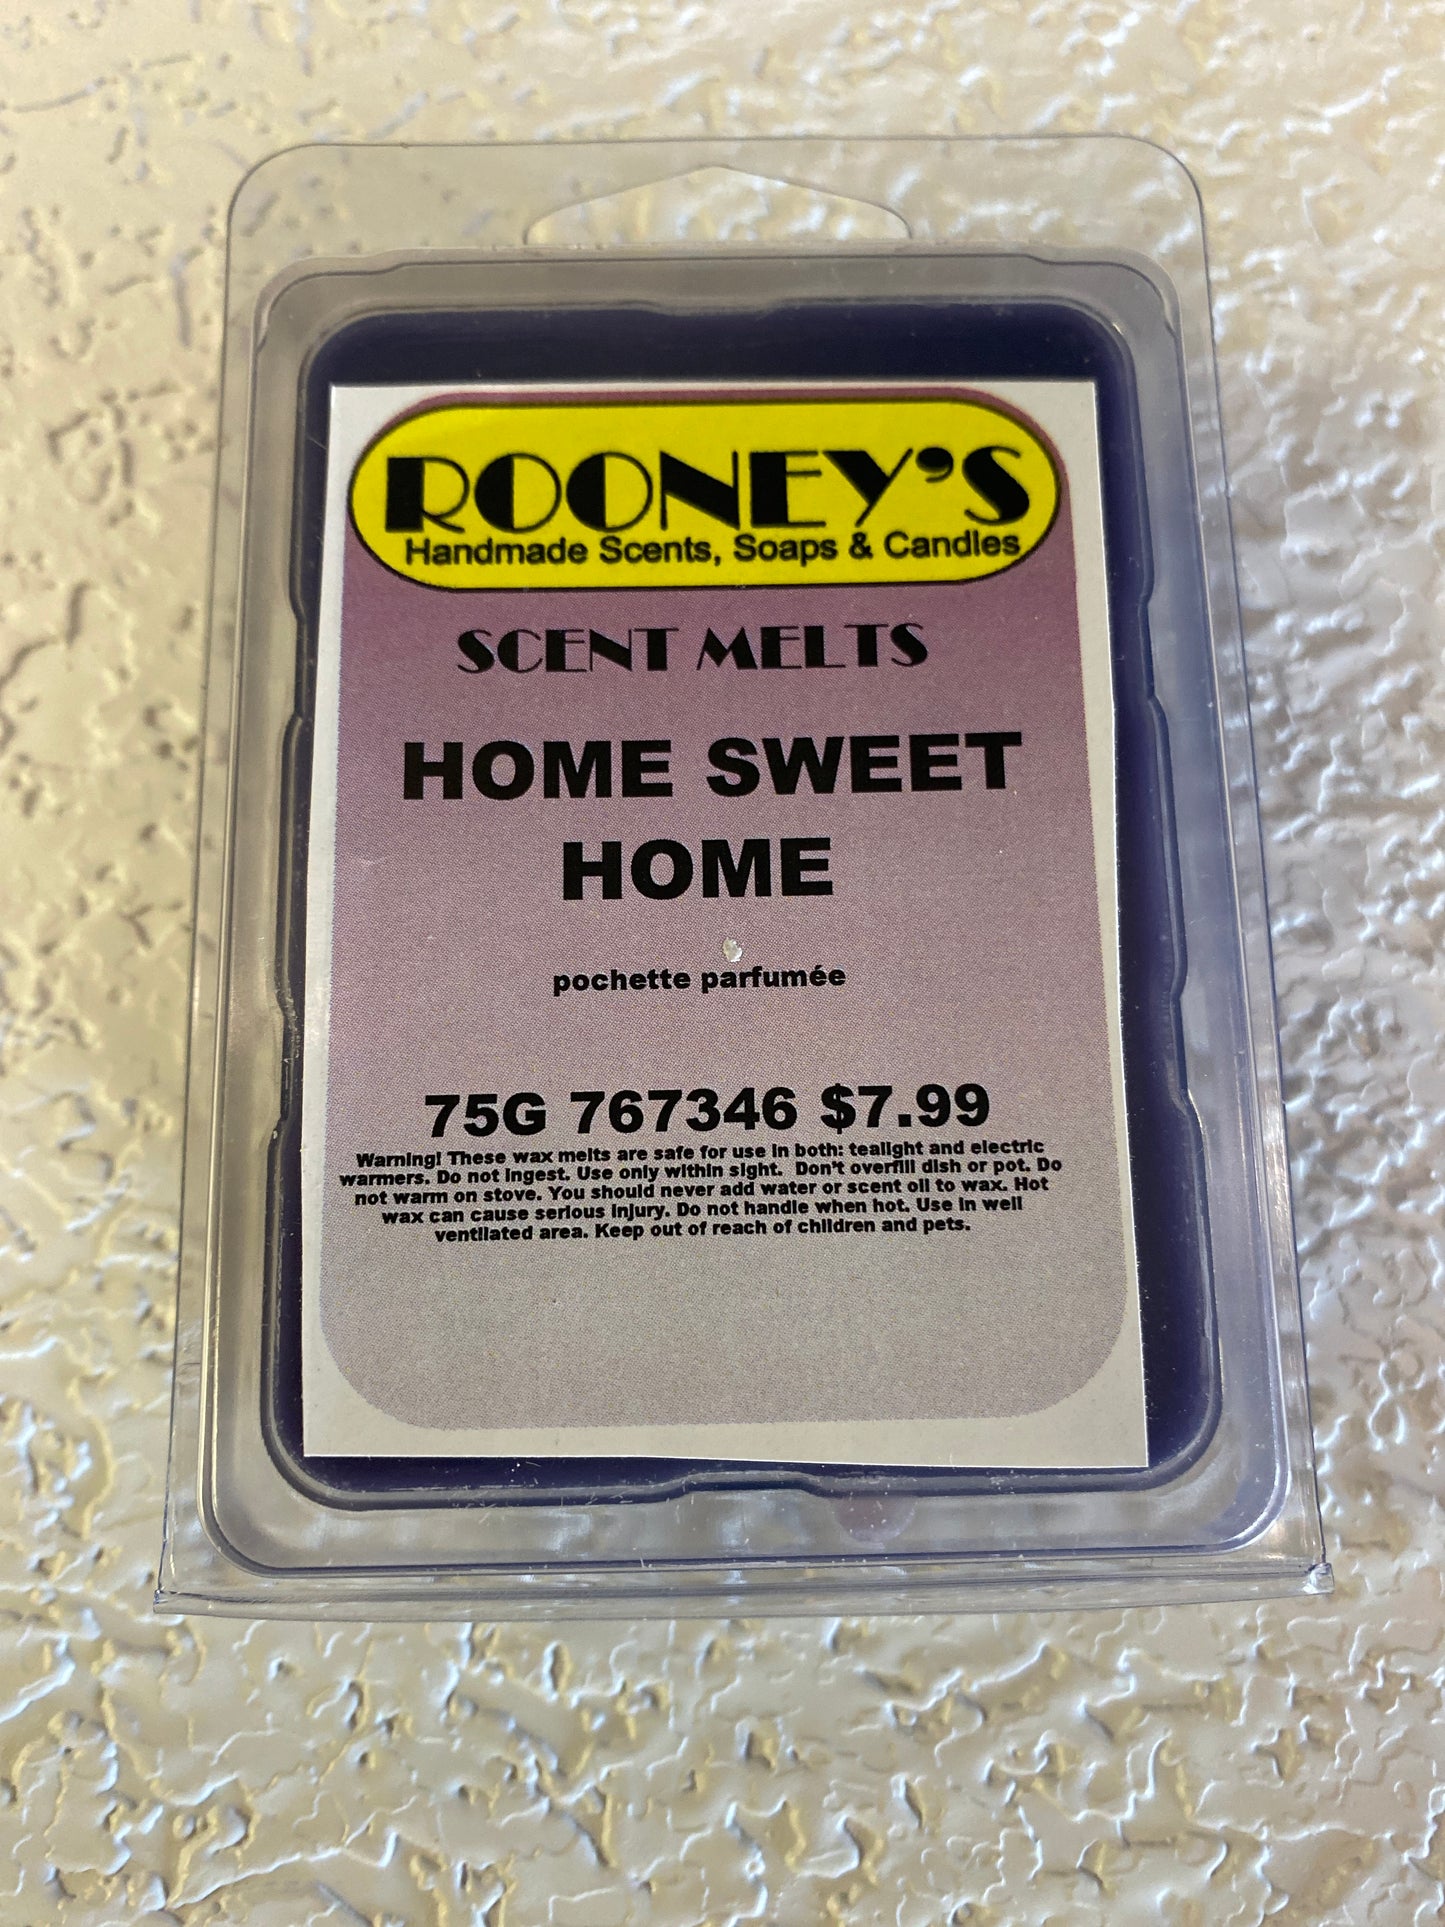 ROONEY'S
Handmade Scents, Soaps & Candles
SCENT MELTS
HOME SWEET
HOME
pochette parfumée
75G 767346 $7.99
Warning! These wax melts are safe for use in both: tealight and electric
warmers. Do not ingest. Use only within sight. Don't overfill dish or pot. Do
not warm on stove. You should never add water or scent oil to wax. Hot
wax can cause serious injury. Do not handle when hot. Use in well
ventilated area. Keep out of reach of children and pets.